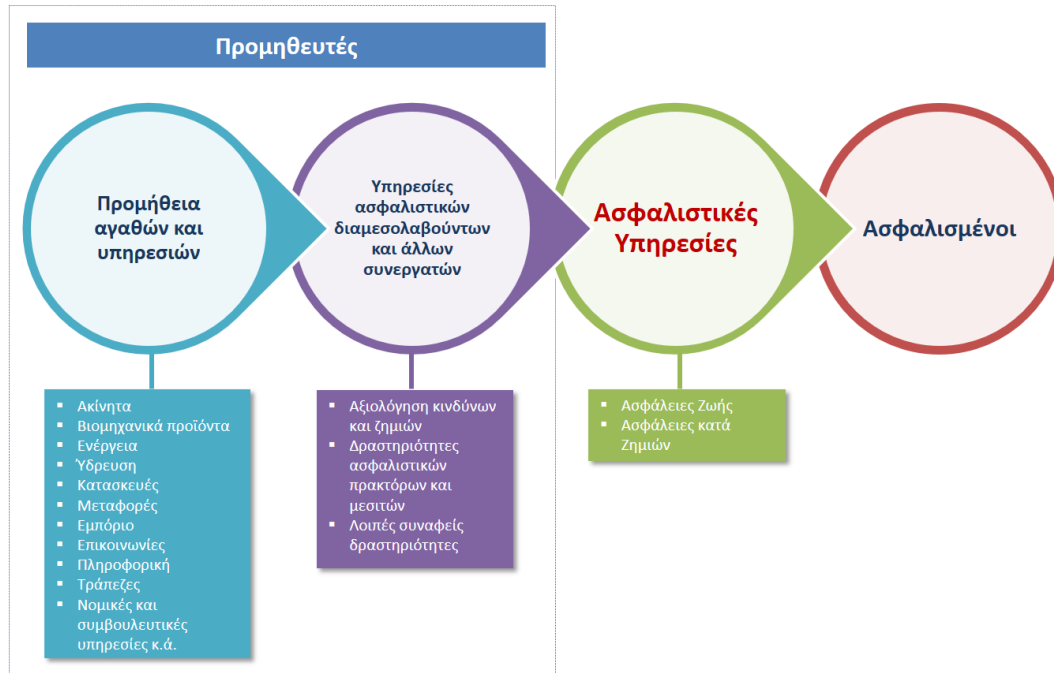 Προμηθευτές
Προμήθεια
αγαθών και
υπηρεσιών
Υπηρεσίες
ασφαλιστικών
διαμεσολαβούντων
και άλλων
συνεργατών
Ασφαλιστικές
Υπηρεσίες
Ασφαλισμένοι
▪ Ακίνητα
▪ Βιομηχανικά προϊόντα
▪ Ενέργεια
▪ Ύδρευση
▪ Κατασκευές
▪ Μεταφορές
▪ Εμπόριο
▪ Επικοινωνίες
▪ Πληροφορική
▪ Τράπεζες
▪ Νομικές και
συμβουλευτικές
υπηρεσίες κ.ά.
▪ Αξιολόγηση κινδύνων
και ζημιών
▪ Δραστηριότητες
ασφαλιστικών
πρακτόρων και
μεσιτών
▪ Λοιπές συναφείς
δραστηριότητες
▪ Ασφάλειες Ζωής
▪ Ασφάλειες κατά
Ζημιών